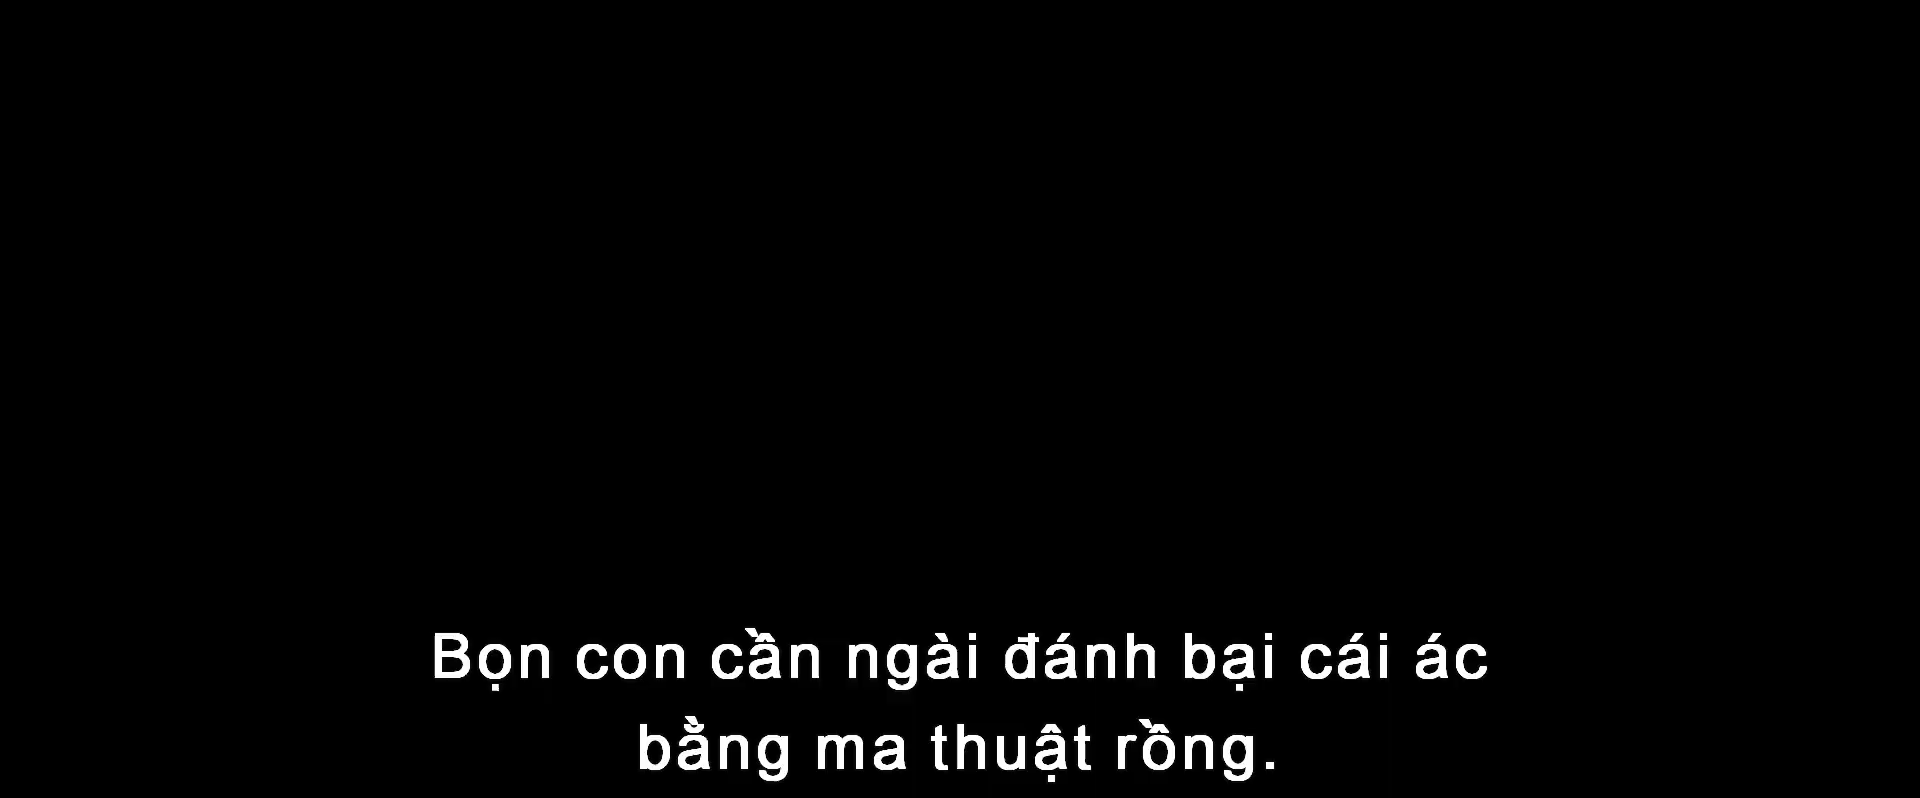 Bọn con cần ngài đánh bại cái ác
bằng ma thuật rồng.